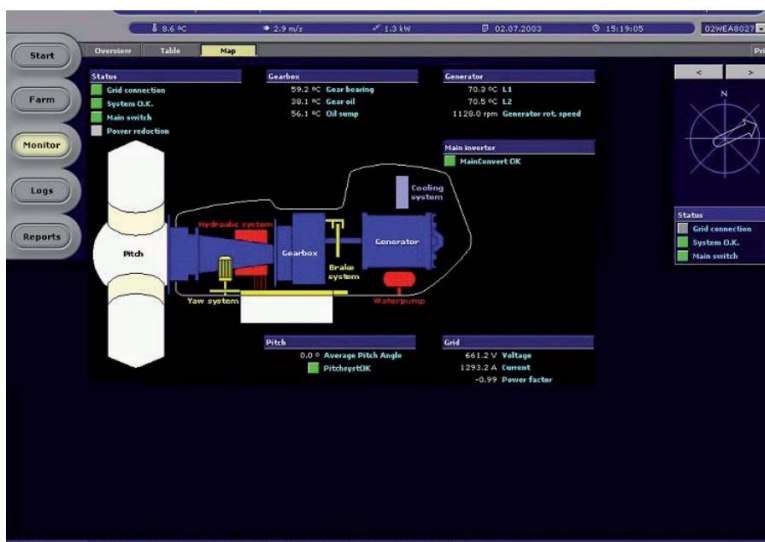 8.6 ºC 2.9 m/s 1.3 kW 02.07.2003 15:19:05 02WEA8027
Start
Farm
Monitor
Logs
Reports
Overview Table Map
Status
Grid connection
System O.K.
Main switch
Power reduction
Gearbox
59.2 ºC Gear bearing
38.1 ºC Gear oil
56.1 ºC Oil sump
Generator
70.3 ºC L1
70.5 ºC L2
1128.0 rpm Generator rot. speed
Main inverter
MainConvert OK
< >
N
Cooling
system
Hydraulic system
Pitch
Gearbox
Generator
Brake
system
Yaw system
Waterpump
Status
Grid connection
System O.K.
Main switch
Pitch
0.0 º Average Pitch Angle
PitchsystOK
Grid
661.2 V Voltage
1293.2 A Current
-0.99 Power factor